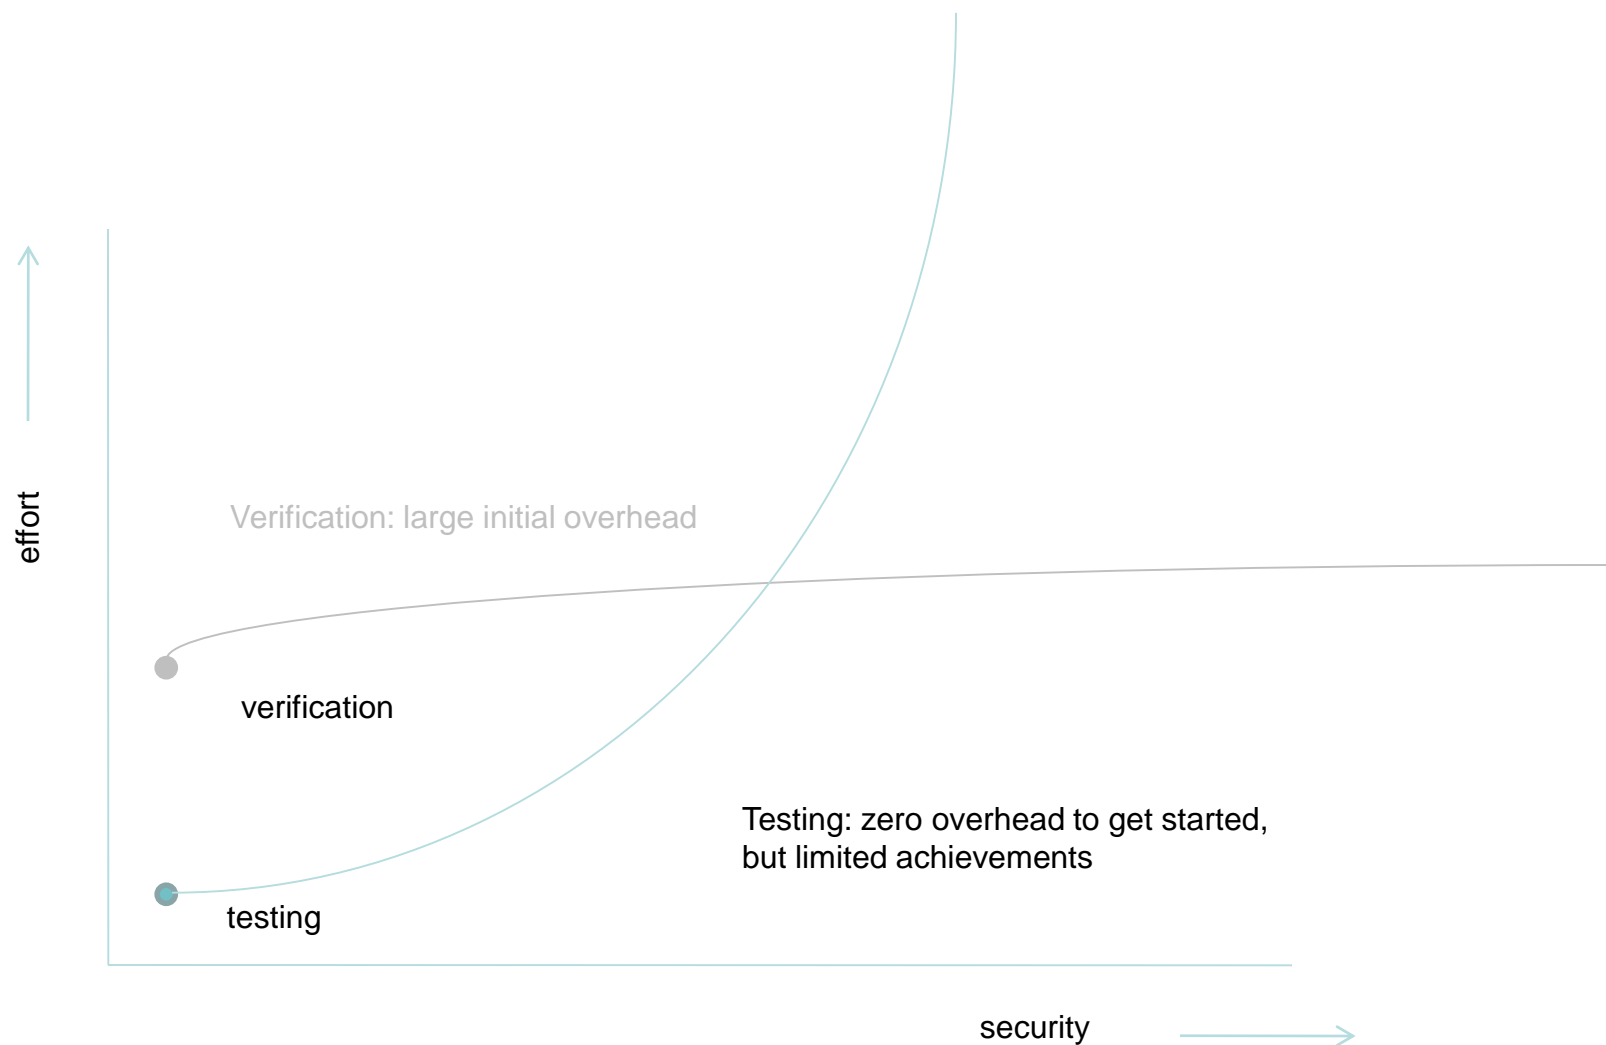 effort
Verification: large initial overhead
verification
Testing: zero overhead to get started,
but limited achievements
testing
security